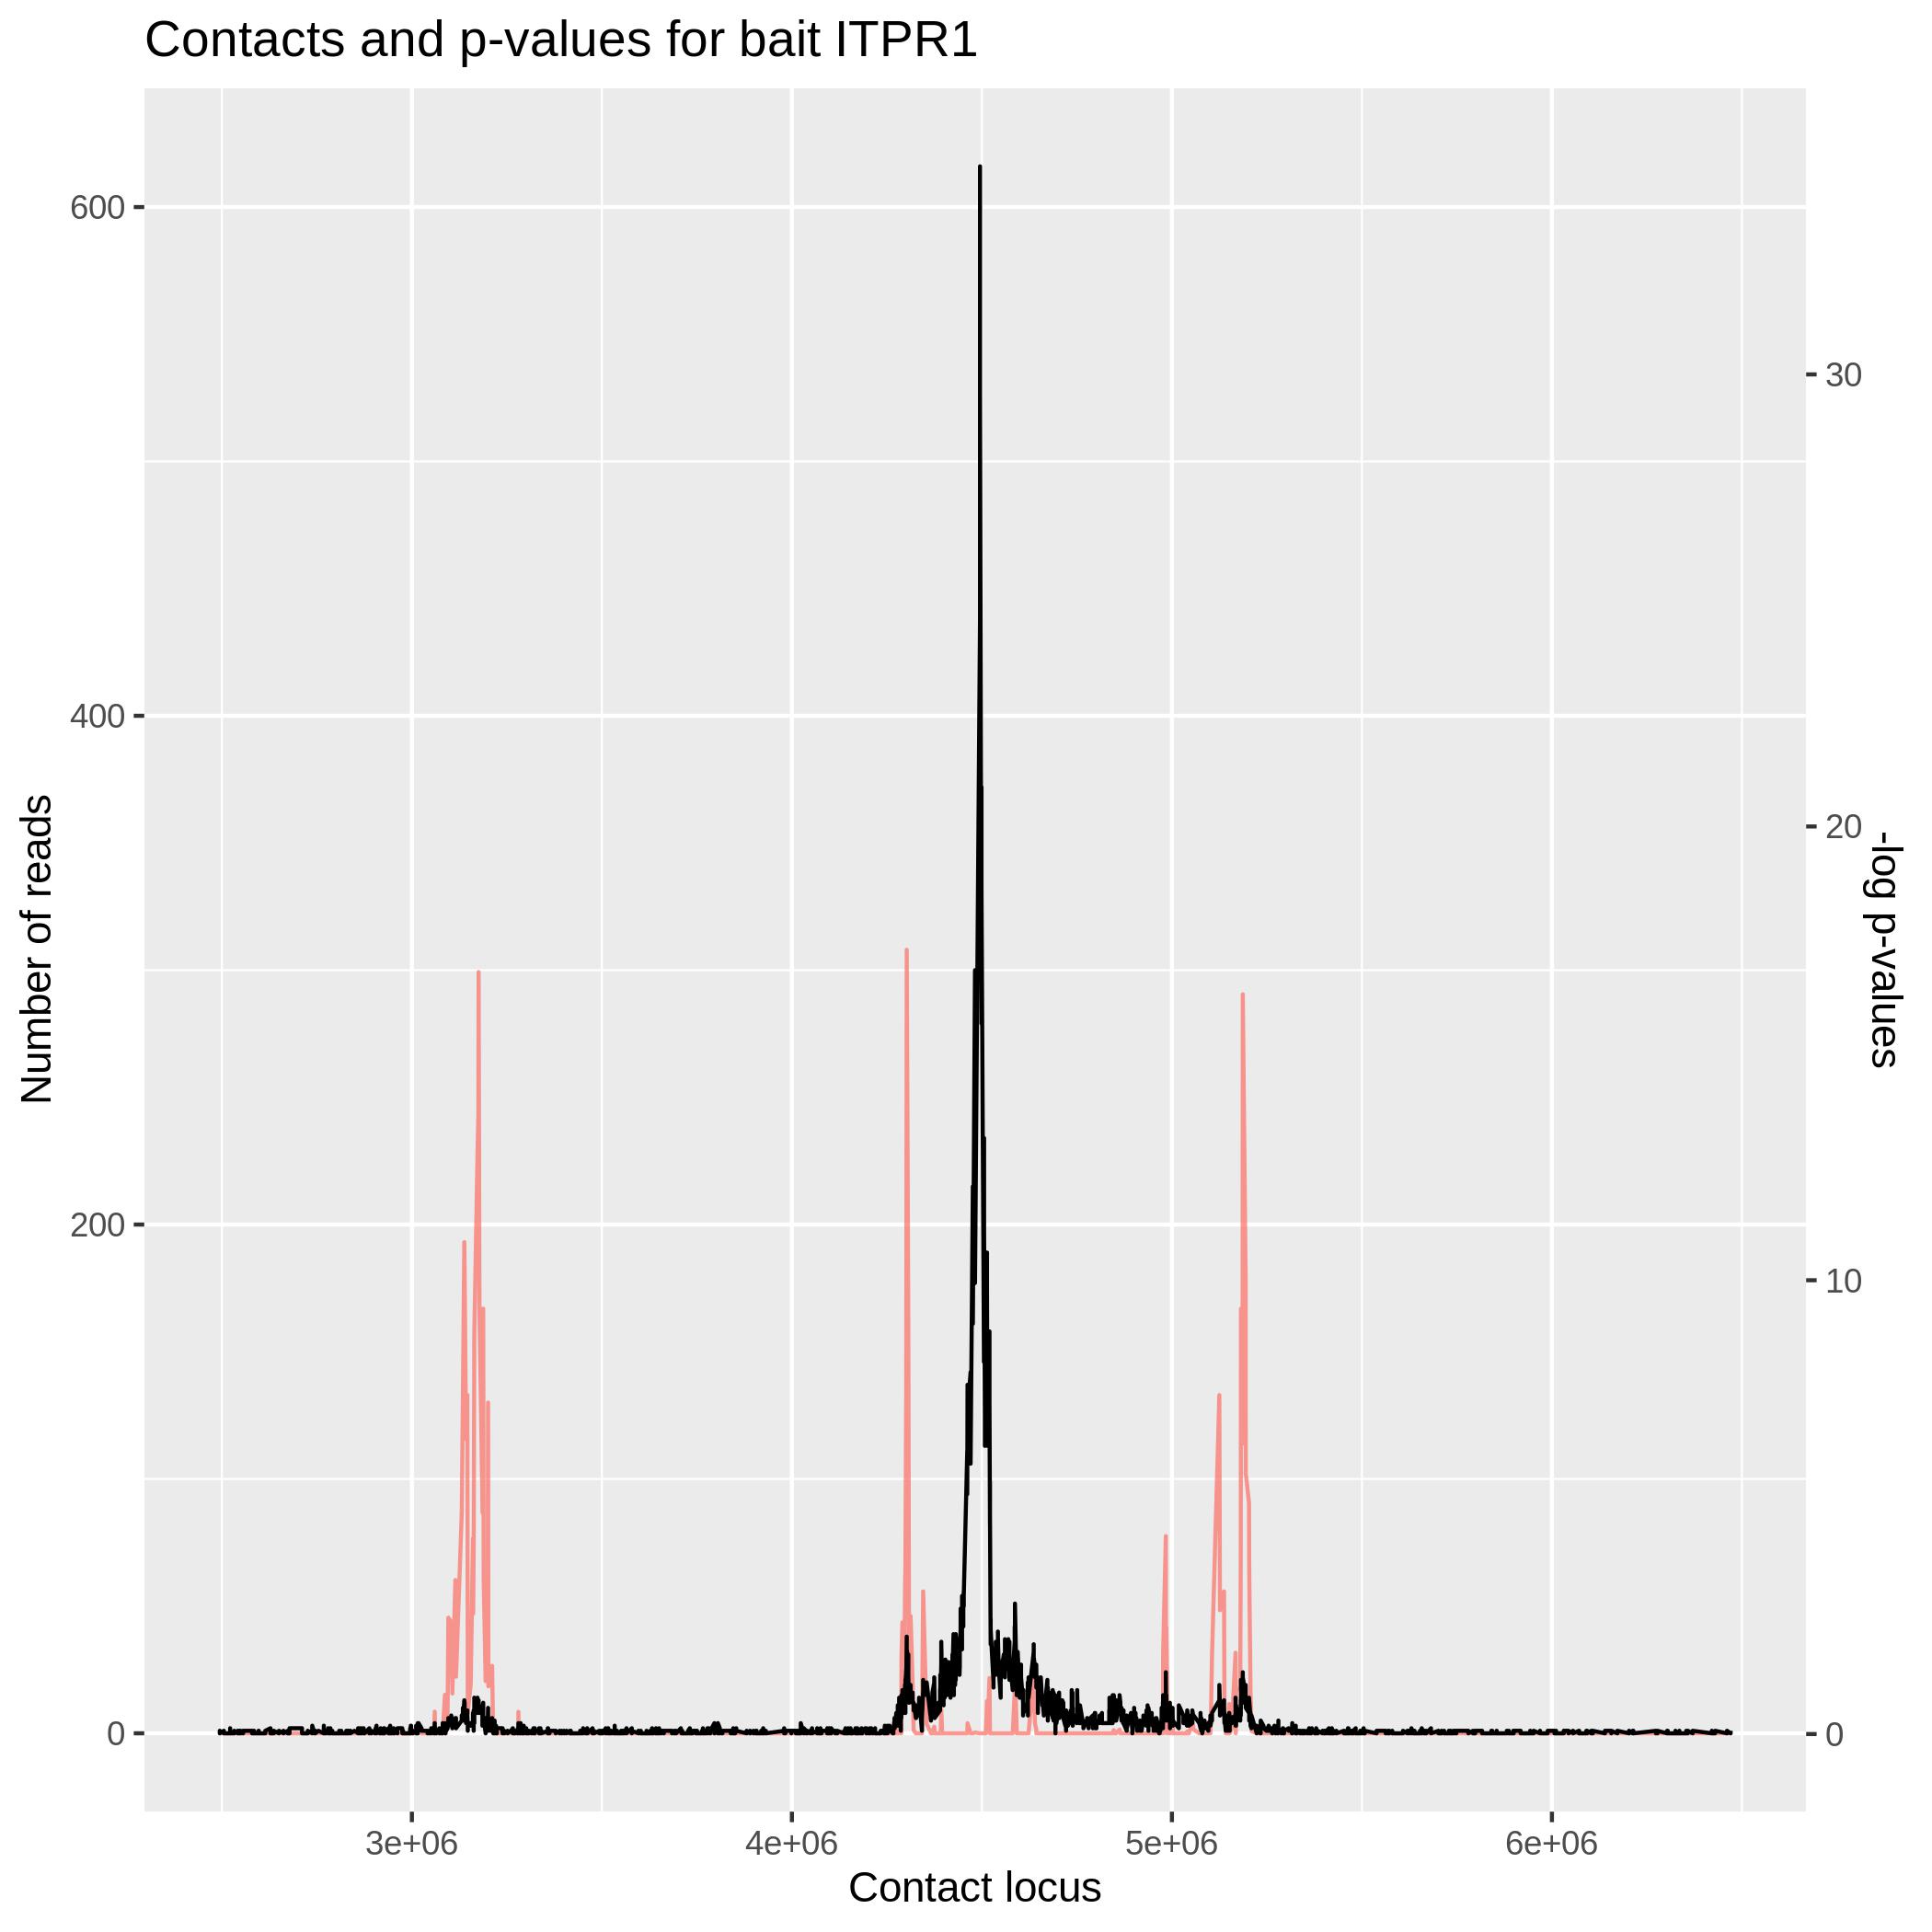 Contacts and p-values for bait ITPR1
600
400
200
0
Number of reads
30
20
10
0
-log p-values
3e+06 4e+06 5e+06 6e+06
Contact locus